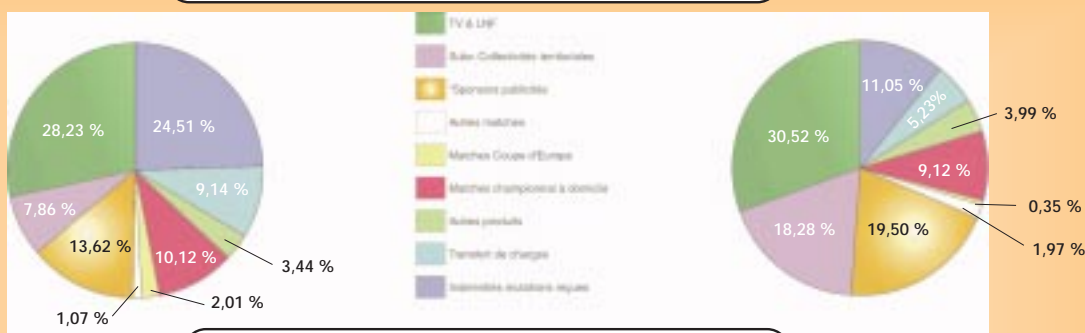 28,23 %
24,51 %
9,14 %
7,86 %
13,62 %
10,12 %
3,44 %
2,01 %
1,07 %
TV & LNF
Subv. Collectivités territoriales
*Sponsors publicités
Autres matches
Matches Coupe d'Europe
Matches championnat à domicile
Autres produits
Transfert de charges
Indemnités mutations reçues
11,05 %
5,23%
3,99 %
30,52 %
9,12 %
0,35 %
18,28 %
19,50 %
1,97 %